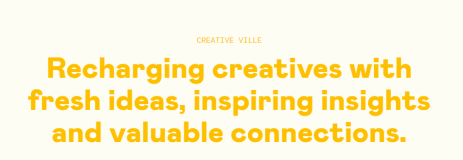 CREATIVE VILLE
Recharging creatives with
fresh ideas, inspiring insights
and valuable connections.